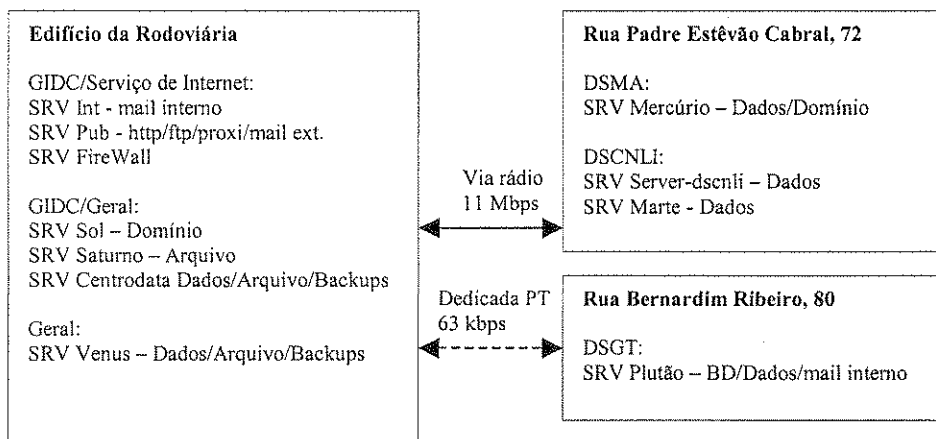 Edifício da Rodoviária
GIDC/Serviço de Internet:
SRV Int - mail interno
SRV Pub - http/ftp/proxi/mail ext.
SRV FireWall
GIDC/Geral:
SRV Sol – Domínio
SRV Saturno – Arquivo
SRV Centrodata Dados/Arquivo/Backups
Geral:
SRV Venus – Dados/Arquivo/Backups
Via rádio
11 Mbps
Dedicada PT
63 kbps
Rua Padre Estêvão Cabral, 72
DSMA:
SRV Mercúrio – Dados/Domínio
DSCNLI:
SRV Server-dscnli – Dados
SRV Marte - Dados
Rua Bernardim Ribeiro, 80
DSGT:
SRV Plutão – BD/Dados/mail interno